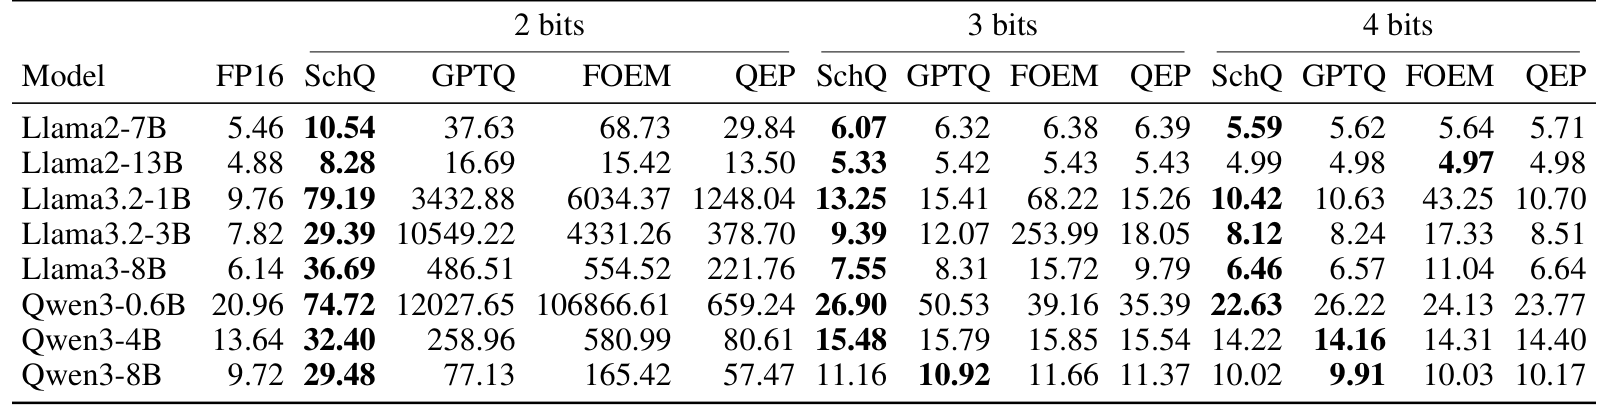 2 bits 3 bits 4 bits
Model FP16 SchQ GPTQ FOEM QEP SchQ GPTQ FOEM QEP SchQ GPTQ FOEM QEP
Llama2-7B 5.46 10.54 37.63 68.73 29.84 6.07 6.32 6.38 6.39 5.59 5.62 5.64 5.71
Llama2-13B 4.88 8.28 16.69 15.42 13.50 5.33 5.42 5.43 5.43 4.99 4.98 4.97 4.98
Llama3.2-1B 9.76 79.19 3432.88 6034.37 1248.04 13.25 15.41 68.22 15.26 10.42 10.63 43.25 10.70
Llama3.2-3B 7.82 29.39 10549.22 4331.26 378.70 9.39 12.07 253.99 18.05 8.12 8.24 17.33 8.51
Llama3-8B 6.14 36.69 486.51 554.52 221.76 7.55 8.31 15.72 9.79 6.46 6.57 11.04 6.64
Qwen3-0.6B 20.96 74.72 12027.65 106866.61 659.24 26.90 50.53 39.16 35.39 22.63 26.22 24.13 23.77
Qwen3-4B 13.64 32.40 258.96 580.99 80.61 15.48 15.79 15.85 15.54 14.22 14.16 14.31 14.40
Qwen3-8B 9.72 29.48 77.13 165.42 57.47 11.16 10.92 11.66 11.37 10.02 9.91 10.03 10.17